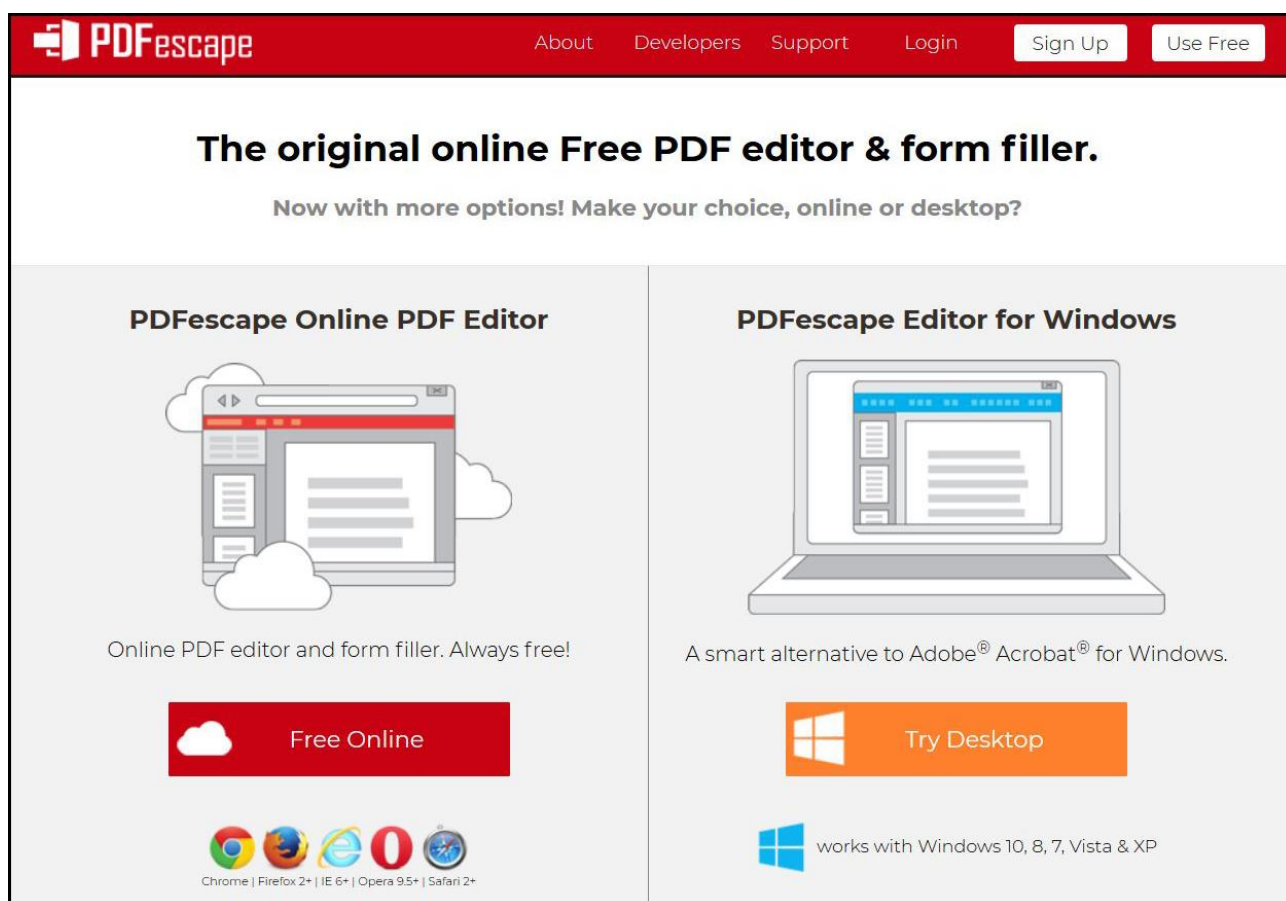 PDFescape
About Developers Support Login Sign Up Use Free
The original online Free PDF editor & form filler.
Now with more options! Make your choice, online or desktop?
PDFescape Online PDF Editor
Online PDF editor and form filler. Always free!
Free Online
Chrome | Firefox 2+ | IE 6+ | Opera 9.5+ | Safari 2+
PDFescape Editor for Windows
A smart alternative to Adobe® Acrobat® for Windows.
Try Desktop
works with Windows 10, 8, 7, Vista & XP